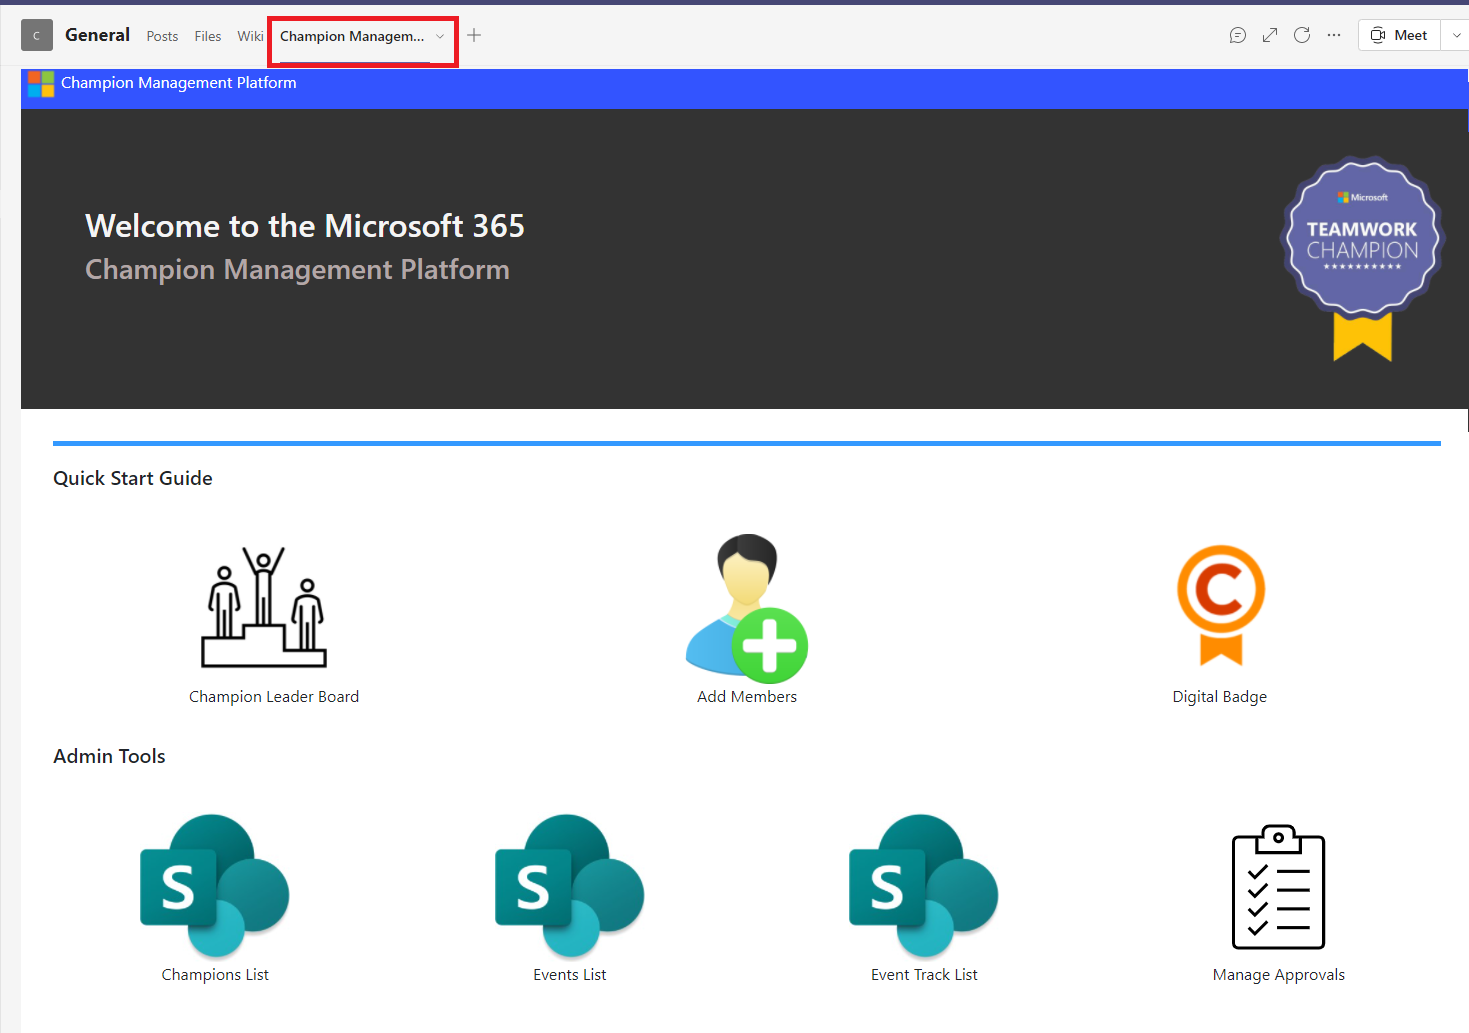 C General Posts Files Wiki Champion Managem... Meet
Champion Management Platform
Welcome to the Microsoft 365
Champion Management Platform
Microsoft
TEAMWORK
CHAMPION
Quick Start Guide
C
Champion Leader Board Add Members Digital Badge
Admin Tools
S S S
Champions List Events List Event Track List Manage Approvals